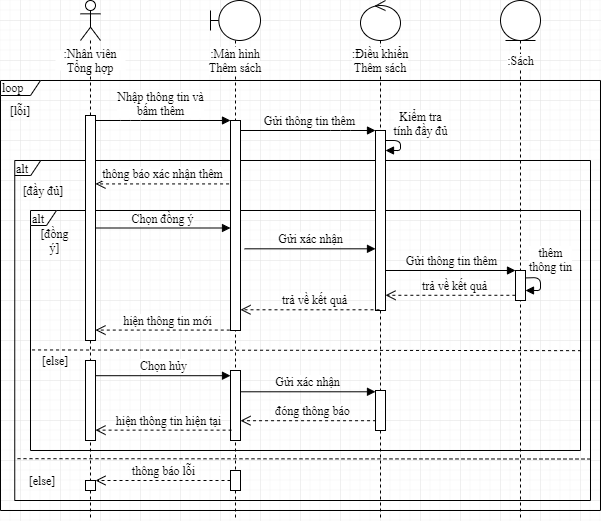 :Nhân viên
Tổng hợp
:Màn hình
Thêm sách
:Điều khiển
Thêm sách
:Sách
loop
[lỗi]
Nhập thông tin và
bấm thêm
Gửi thông tin thêm
Kiểm tra
tính đầy đủ
alt
[đầy đủ]
thông báo xác nhận thêm
alt
[đồng
ý]
Chọn đồng ý
Gửi xác nhận
Gửi thông tin thêm
thêm
thông tin
trả về kết quả
trả về kết quả
hiện thông tin mới
[else]
Chọn hủy
Gửi xác nhận
đóng thông báo
hiện thông tin hiện tại
[else]
thông báo lỗi